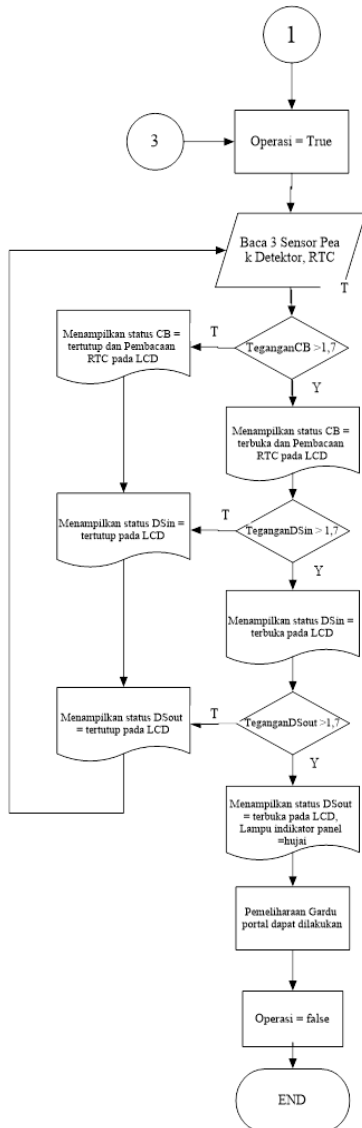 1
3
Operasi = True
Baca 3 Sensor Pea
k Detektor, RTC
T
TeganganCB >1,7
T
Menampilkan status CB =
tertutup dan Pembacaan
RTC pada LCD
Y
Menampilkan status CB =
terbuka dan Pembacaan
RTC pada LCD
TeganganDSin > 1,7
T
Menampilkan status DSin =
tertutup pada LCD
Y
Menampilkan status DSin =
terbuka pada LCD
TeganganDSout >1,7
T
Menampilkan status DSout
= tertutup pada LCD
Y
Menampilkan status DSout
= terbuka pada LCD,
Lampu indikator panel
=hujai
Pemeliharaan Gardu
portal dapat dilakukan
Operasi = false
END